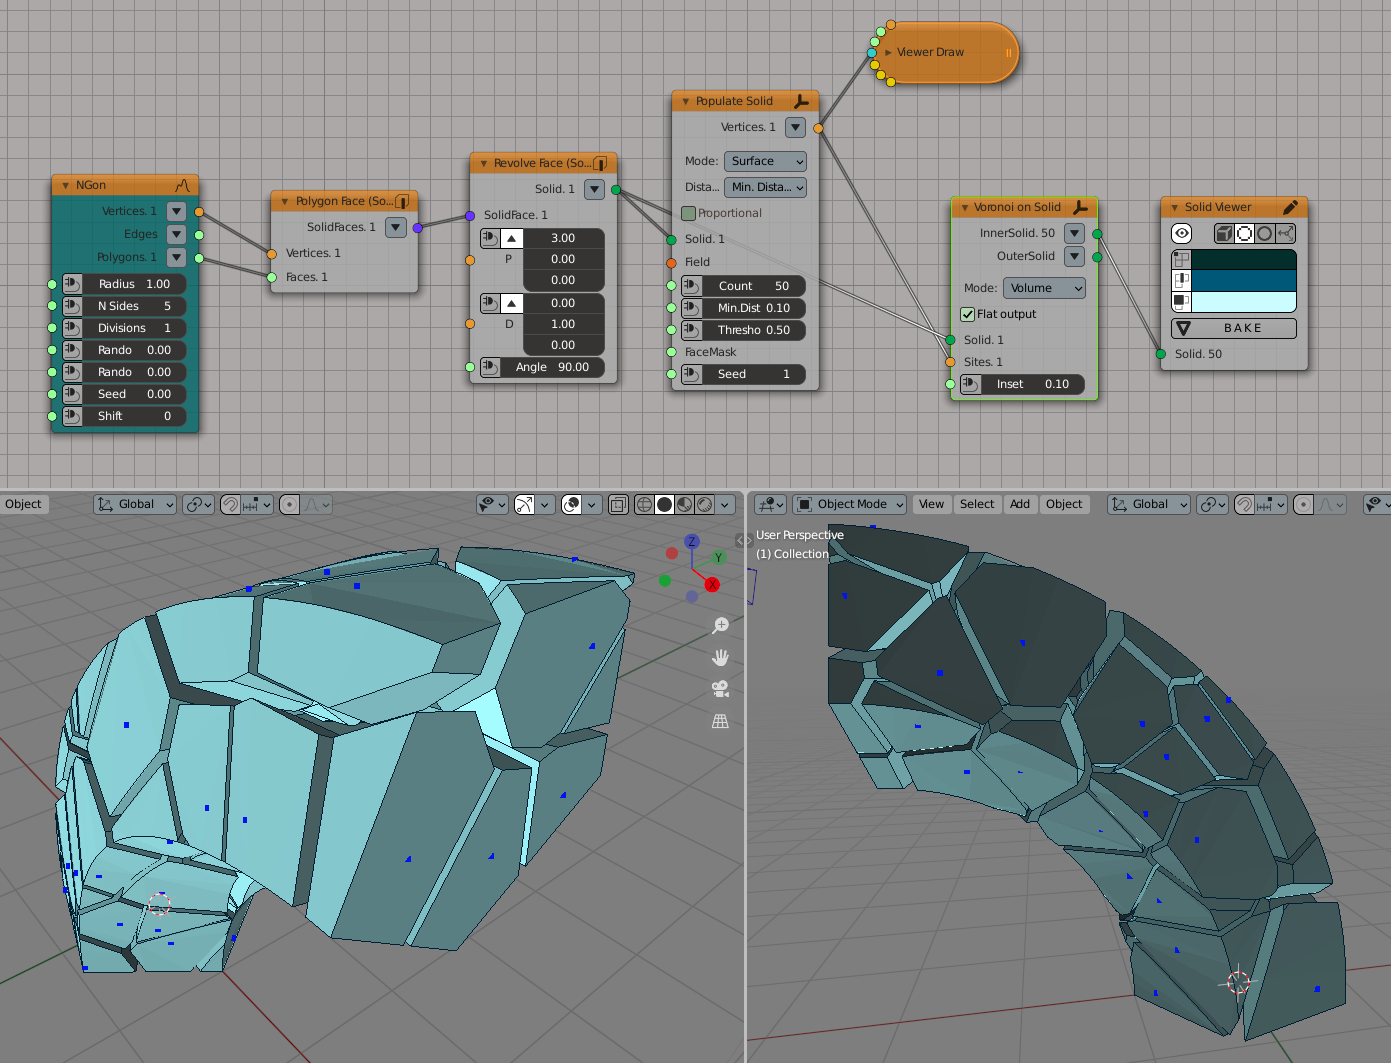 Viewer Draw
Populate Solid
Vertices. 1
Mode: Surface
Dista... Min. Dista...
Proportional
Solid. 1
Field
Count 50
Min.Dist 0.10
Thresho 0.50
FaceMask
Seed 1
NGon
Vertices. 1
Edges
Polygons. 1
Radius 1.00
N Sides 5
Divisions 1
Rando 0.00
Rando 0.00
Seed 0.00
Shift 0
Polygon Face (So...
SolidFaces. 1
Vertices. 1
Faces. 1
Revolve Face (So...
Solid. 1
SolidFace. 1
3.00
P 0.00
0.00
0.00
D 1.00
0.00
Angle 90.00
Voronoi on Solid
InnerSolid. 50
OuterSolid
Mode: Volume
Flat output
Solid. 1
Sites. 1
Inset 0.10
Solid Viewer
BAKE
Solid. 50
Object
Global
Object Mode
View
Select
Add
Object
Global
User Perspective
(1) Collection
Z
Y
X